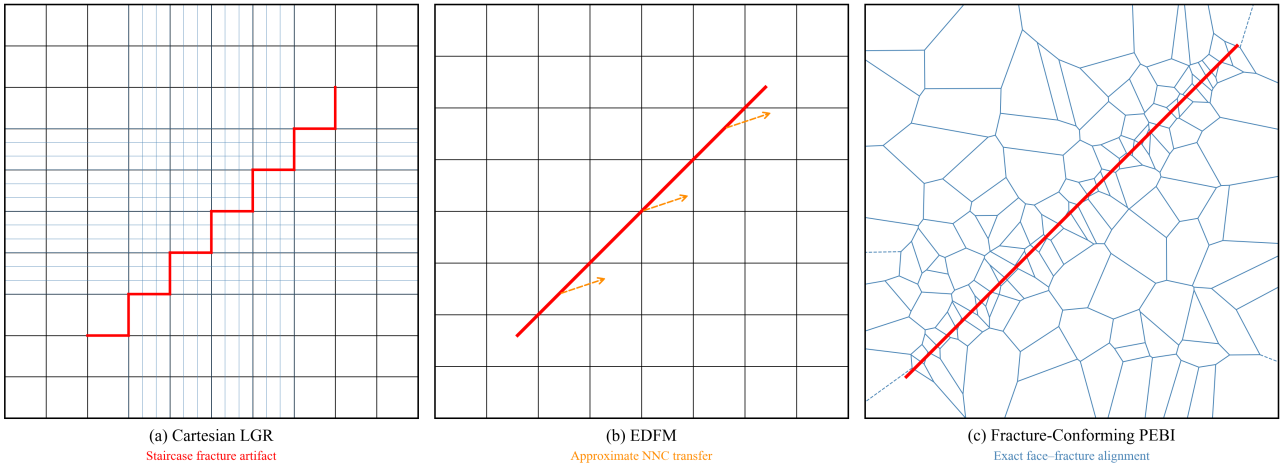 (a) Cartesian LGR
Staircase fracture artifact
(b) EDFM
Approximate NNC transfer
(c) Fracture-Conforming PEBI
Exact face–fracture alignment